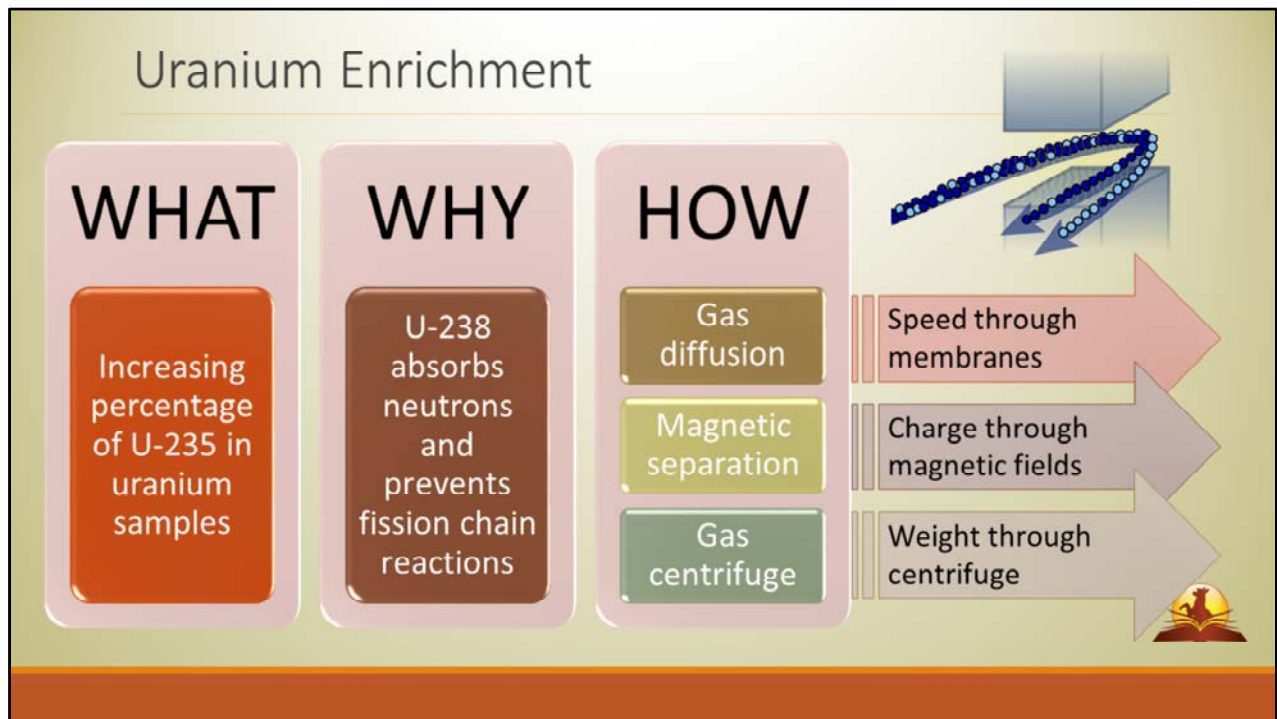 Uranium Enrichment
WHAT
Increasing
percentage
of U-235 in
uranium
samples
WHY
U-238
absorbs
neutrons
and
prevents
fission chain
reactions
HOW
Gas
diffusion
Speed through
membranes
Magnetic
separation
Charge through
magnetic fields
Gas
centrifuge
Weight through
centrifuge